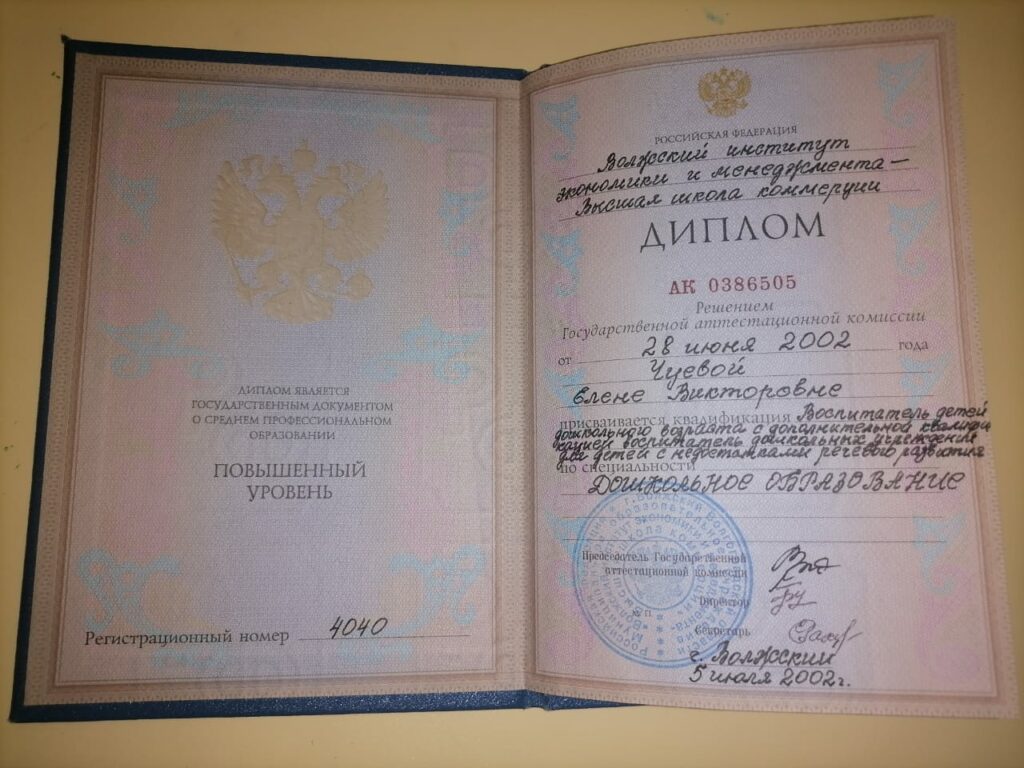 ДИПЛОМ ЯВЛЯЕТСЯ
ГОСУДАРСТВЕННЫМ ДОКУМЕНТОМ
О СРЕДНЕМ ПРОФЕССИОНАЛЬНОМ
ОБРАЗОВАНИИ
ПОВЫШЕННЫЙ
УРОВЕНЬ
Регистрационный номер 4040
РОССИЙСКАЯ ФЕДЕРАЦИЯ
Волжский институт
экономики и менеджмента –
Высшая школа коммерции
ДИПЛОМ
АК 0386505
Решением
Государственной аттестационной комиссии
от 28 июня 2002 года
Чуевой
Елене Викторовне
присваивается квалификация Воспитатель детей
дошкольного возраста с дополнительной квалифи
кацией воспитатель дошкольных учреждений
для детей с недостатками речевого развития
по специальности
ДОШКОЛЬНОЕ ОБРАЗОВАНИЕ
Председатель Государственной
аттестационной комиссии
Директор
М П
Секретарь
г. Волжский
5 июля 2002г.